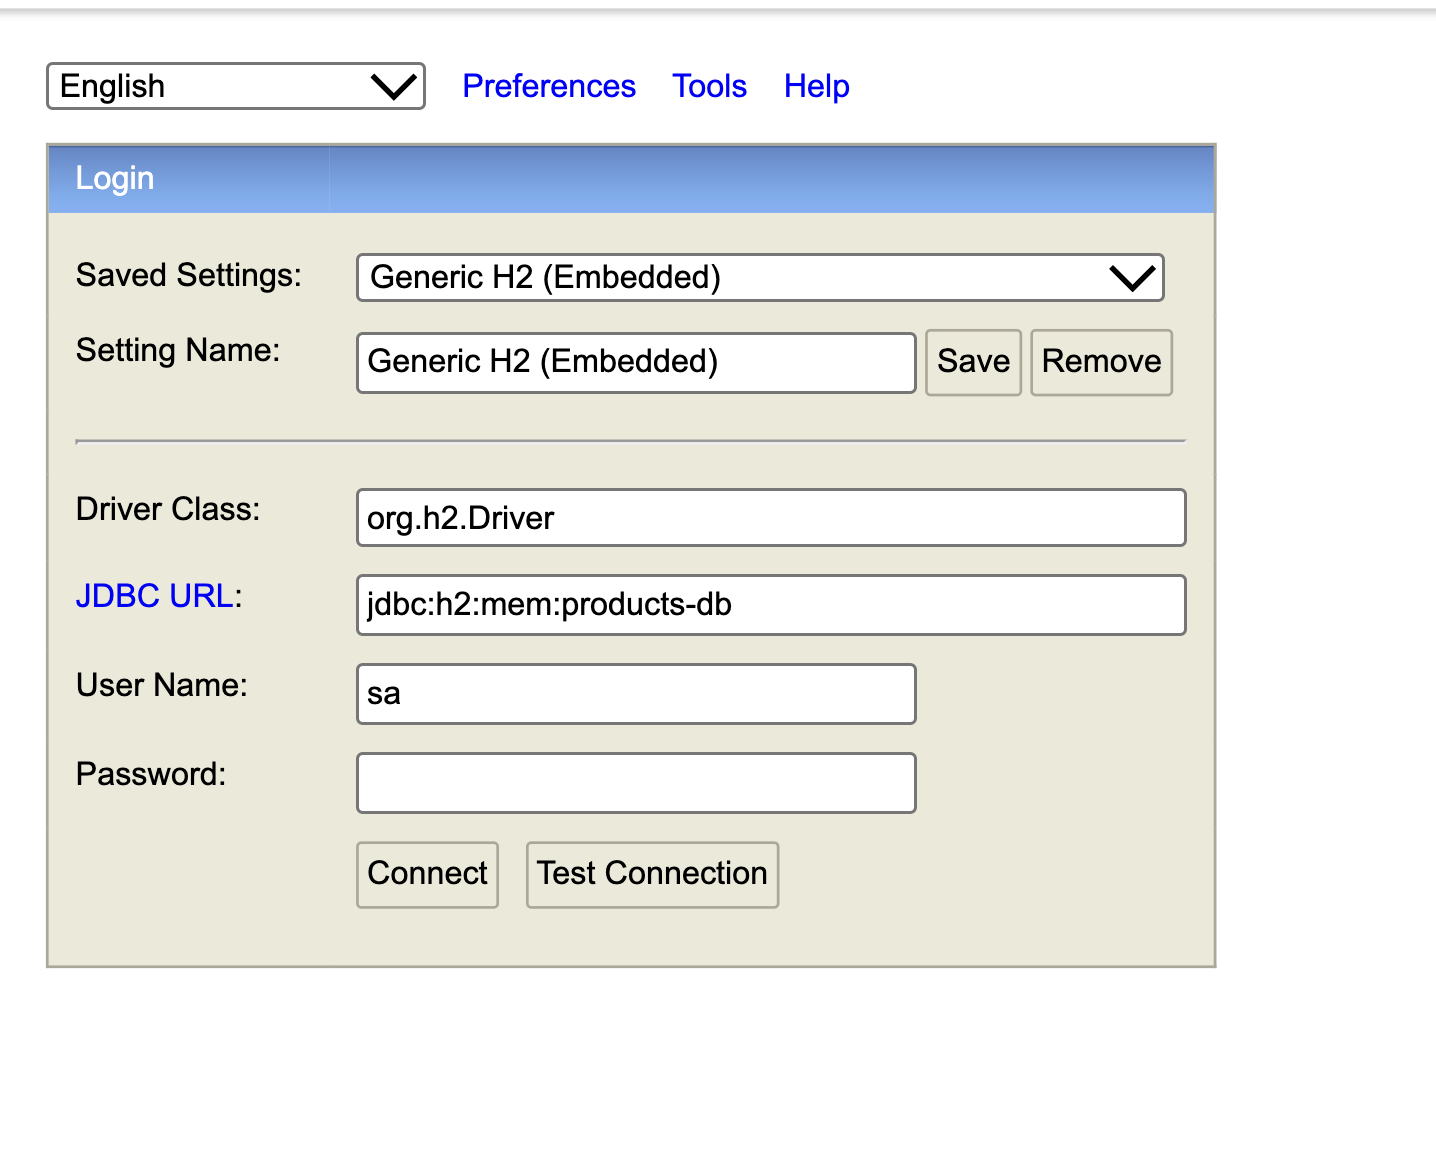 English Preferences Tools Help
Login
Saved Settings: Generic H2 (Embedded)
Setting Name: Generic H2 (Embedded) Save Remove
Driver Class: org.h2.Driver
JDBC URL: jdbc:h2:mem:products-db
User Name: sa
Password:
Connect Test Connection